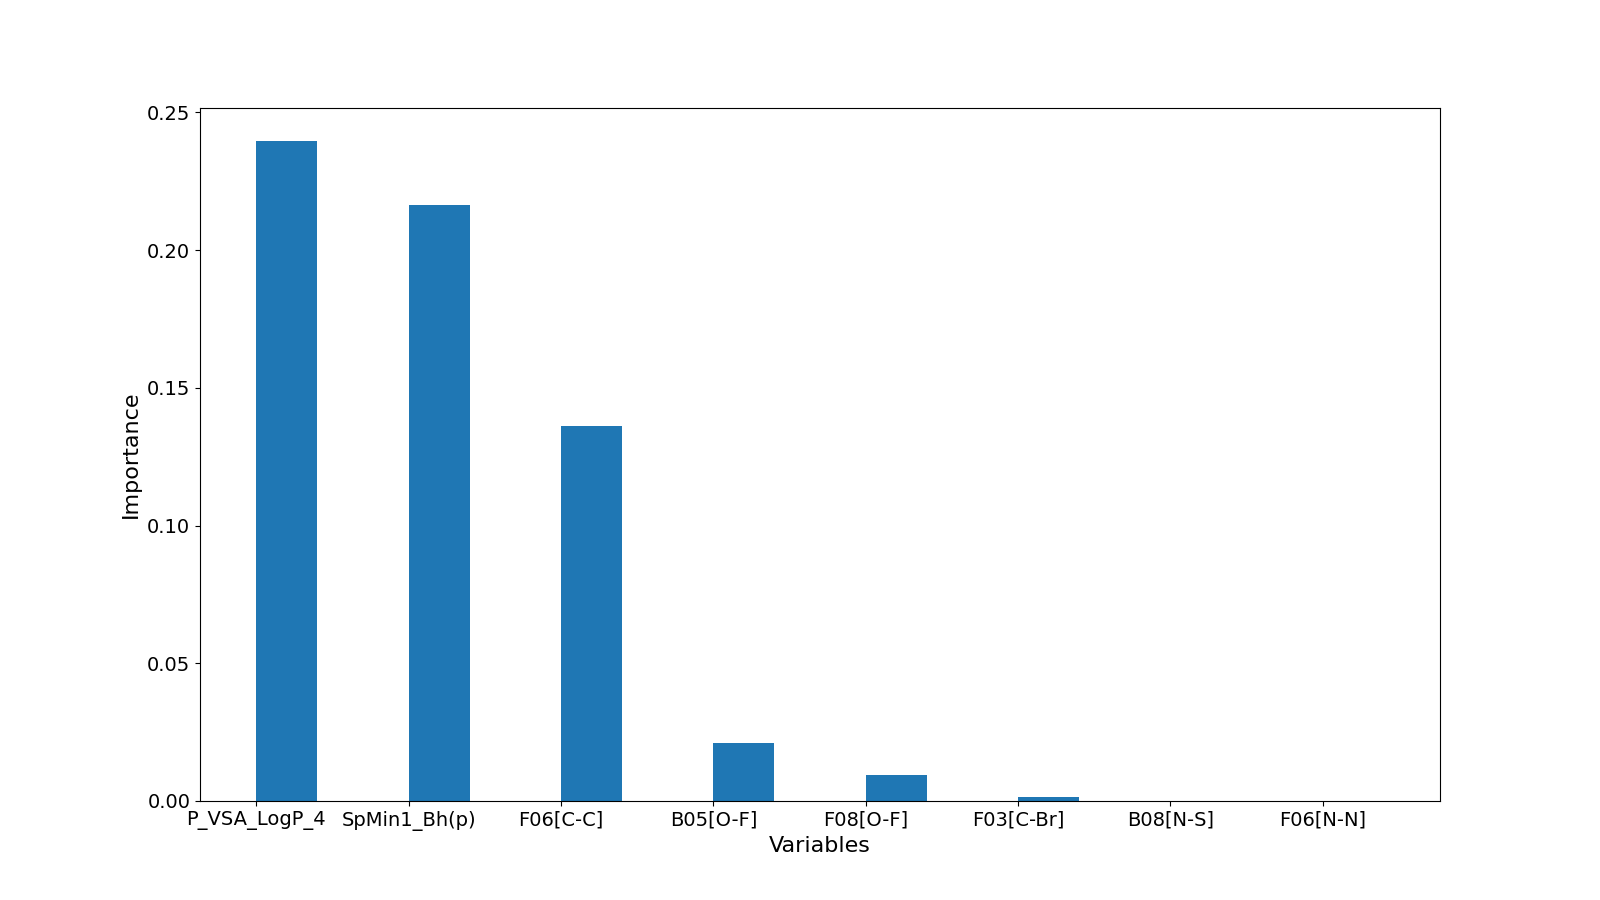 0.25
0.20
0.15
0.10
0.05
0.00
Importance
P_VSA_LogP_4 SpMin1_Bh(p) F06[C-C] B05[O-F] F08[O-F] F03[C-Br] B08[N-S] F06[N-N]
Variables